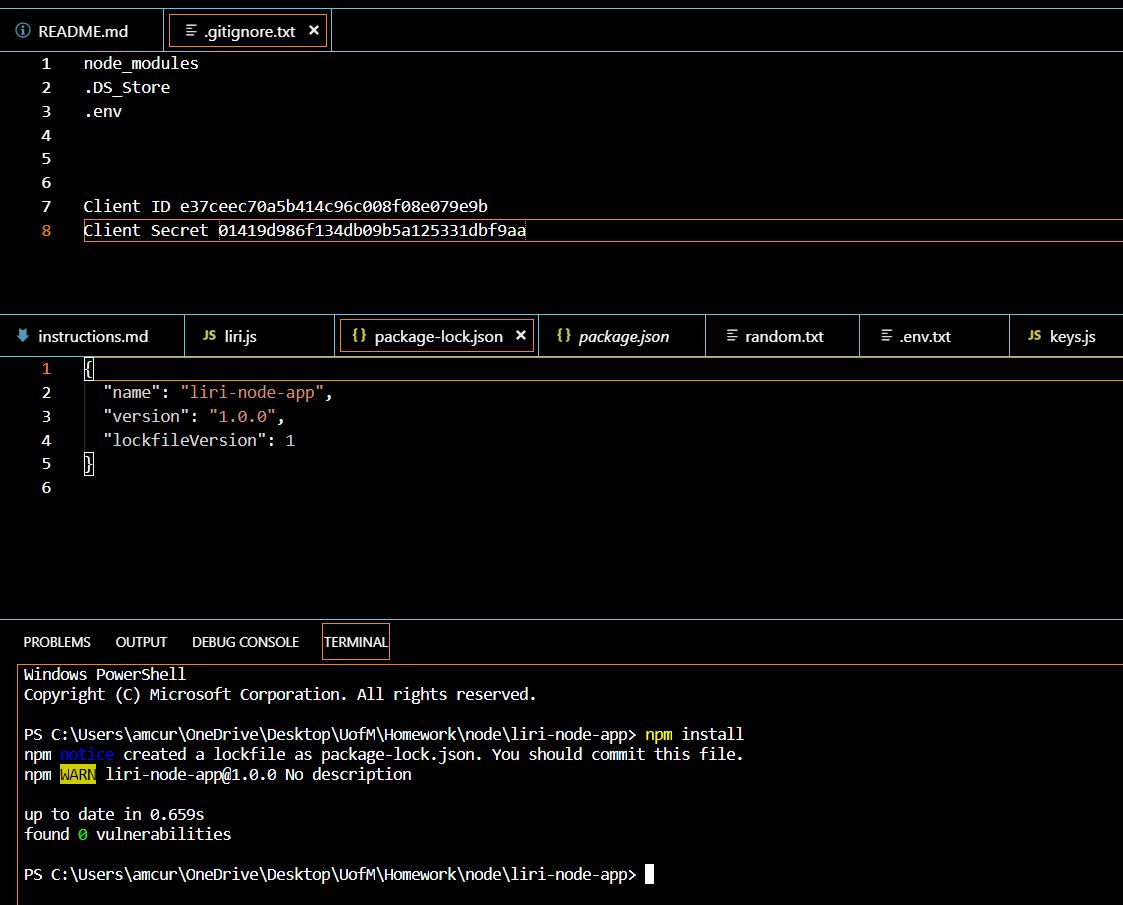 README.md .gitignore.txt ×
1 node_modules
2 .DS_Store
3 .env
4
5
6
7 Client ID e37ceec70a5b414c96c008f08e079e9b
8 Client Secret 01419d986f134db09b5a125331dbf9aa
instructions.md JS liri.js {} package-lock.json × {} package.json random.txt .env.txt JS keys.js
1 {
2 "name": "liri-node-app",
3 "version": "1.0.0",
4 "lockfileVersion": 1
5 }
6
PROBLEMS OUTPUT DEBUG CONSOLE TERMINAL
Windows PowerShell
Copyright (C) Microsoft Corporation. All rights reserved.
PS C:\Users\amcur\OneDrive\Desktop\UofM\Homework\node\liri-node-app> npm install
npm notice created a lockfile as package-lock.json. You should commit this file.
npm WARN liri-node-app@1.0.0 No description
up to date in 0.659s
found 0 vulnerabilities
PS C:\Users\amcur\OneDrive\Desktop\UofM\Homework\node\liri-node-app>